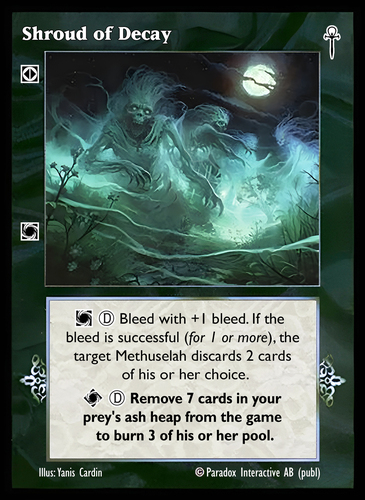 Shroud of Decay
Ⓓ Bleed with +1 bleed. If the
bleed is successful (for 1 or more), the
target Methuselah discards 2 cards
of his or her choice.
Ⓓ Remove 7 cards in your
prey's ash heap from the game
to burn 3 of his or her pool.
Illus: Yanis Cardin © Paradox Interactive AB (publ)